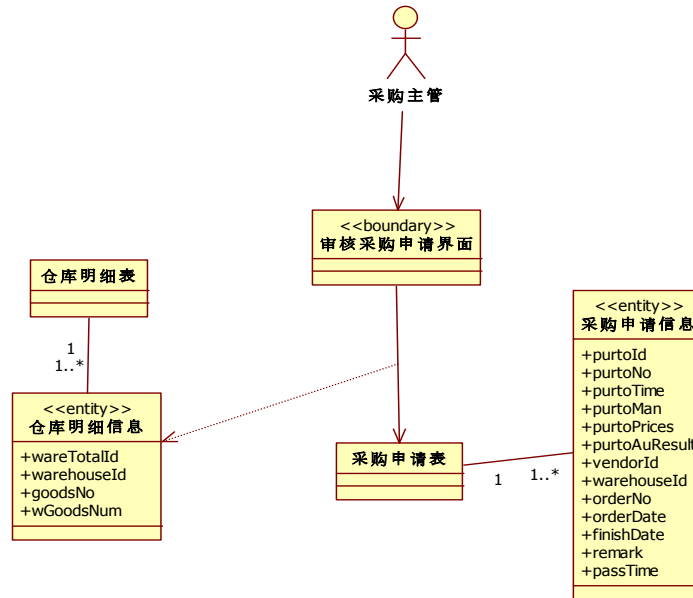 采购主管
<<boundary>>
审核采购申请界面
仓库明细表
1
1..*
<<entity>>
仓库明细信息
+wareTotalId
+warehouseId
+goodsNo
+wGoodsNum
采购申请表
1
1..*
<<entity>>
采购申请信息
+purtoId
+purtoNo
+purtoTime
+purtoMan
+purtoPrices
+purtoAuResult
+vendorId
+warehouseId
+orderNo
+orderDate
+finishDate
+remark
+passTime